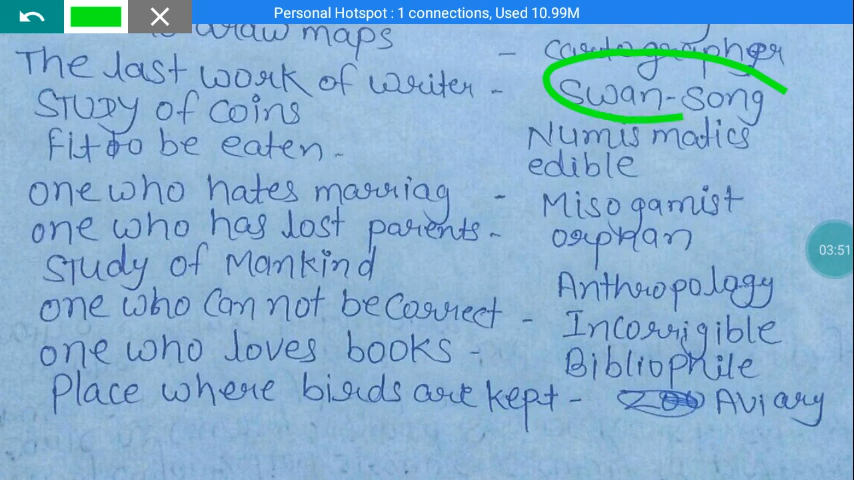 Personal Hotspot : 1 connections, Used 10.99M
draw maps - cartographer
The last work of writer - Swan-Song
STUDY of coins Numismatics
fit to be eaten - edible
one who hates marriag - Misogamist
one who has lost parents - orphan
Study of Mankind Anthropology
one who can not be correct - Incorrigible
one who loves books - Bibliophile
Place where birds are kept - Aviary
03:51